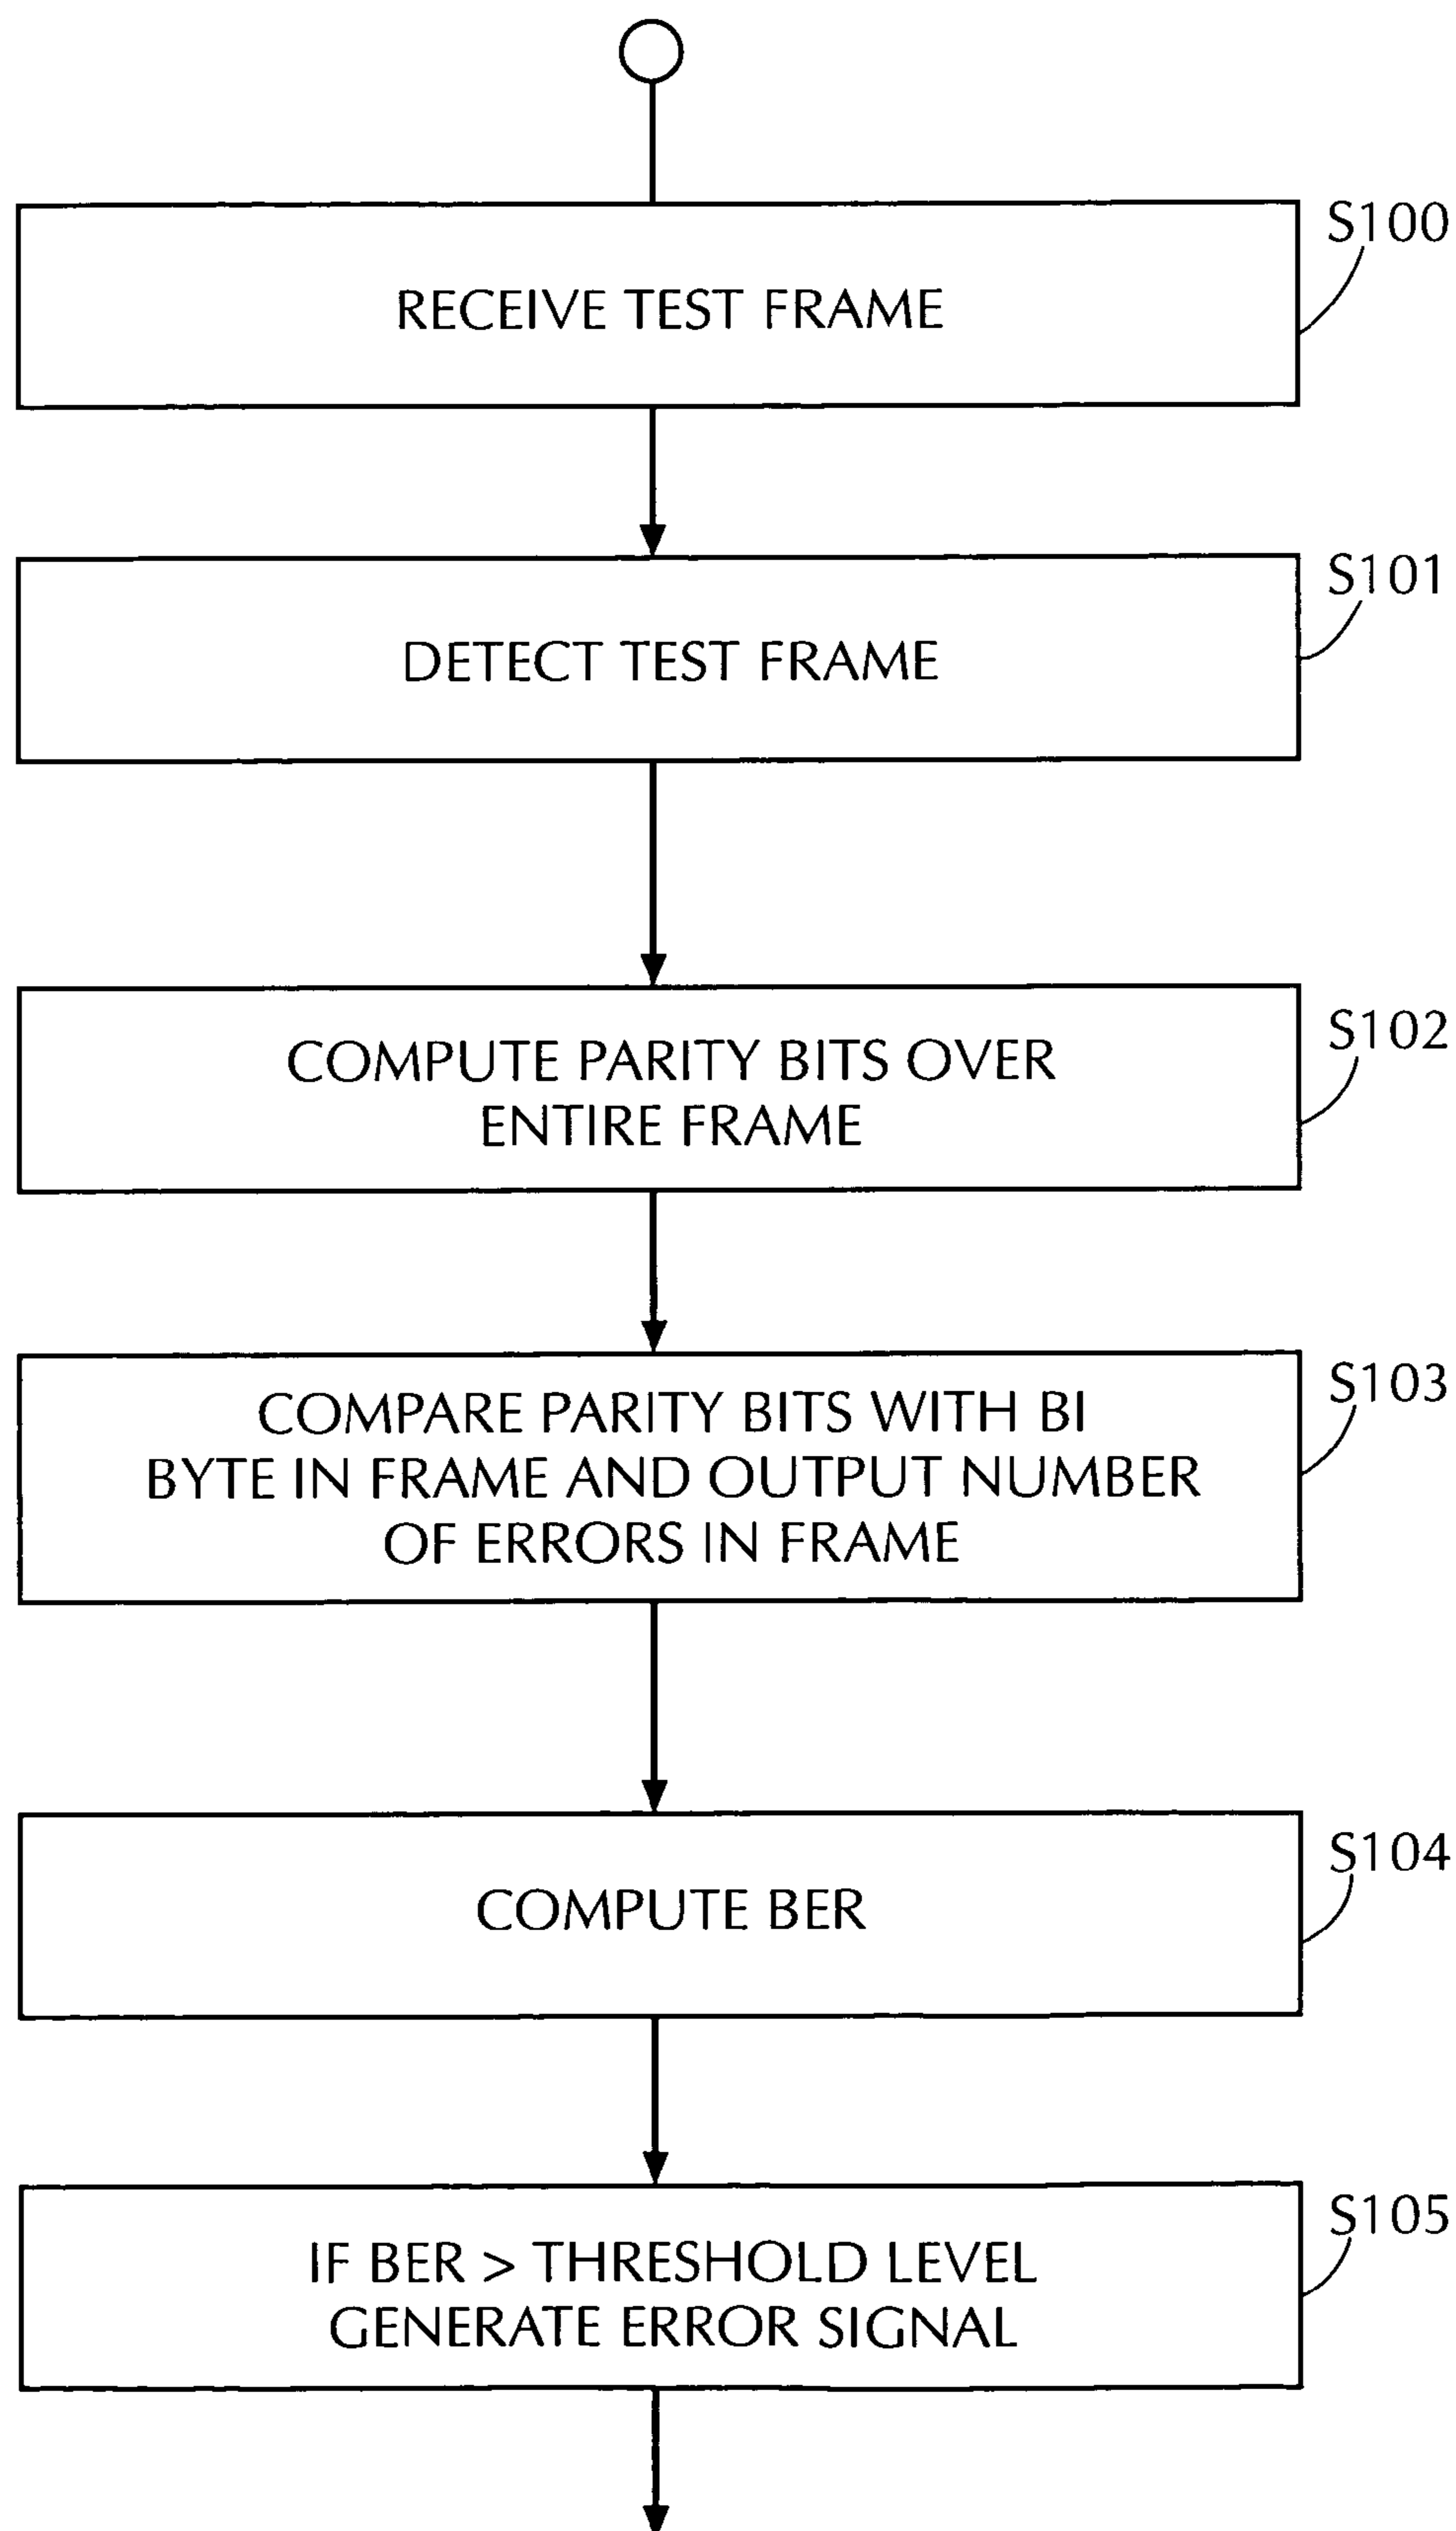 S100
RECEIVE TEST FRAME
S101
DETECT TEST FRAME
S102
COMPUTE PARITY BITS OVER
ENTIRE FRAME
S103
COMPARE PARITY BITS WITH BI
BYTE IN FRAME AND OUTPUT NUMBER
OF ERRORS IN FRAME
S104
COMPUTE BER
S105
IF BER > THRESHOLD LEVEL
GENERATE ERROR SIGNAL